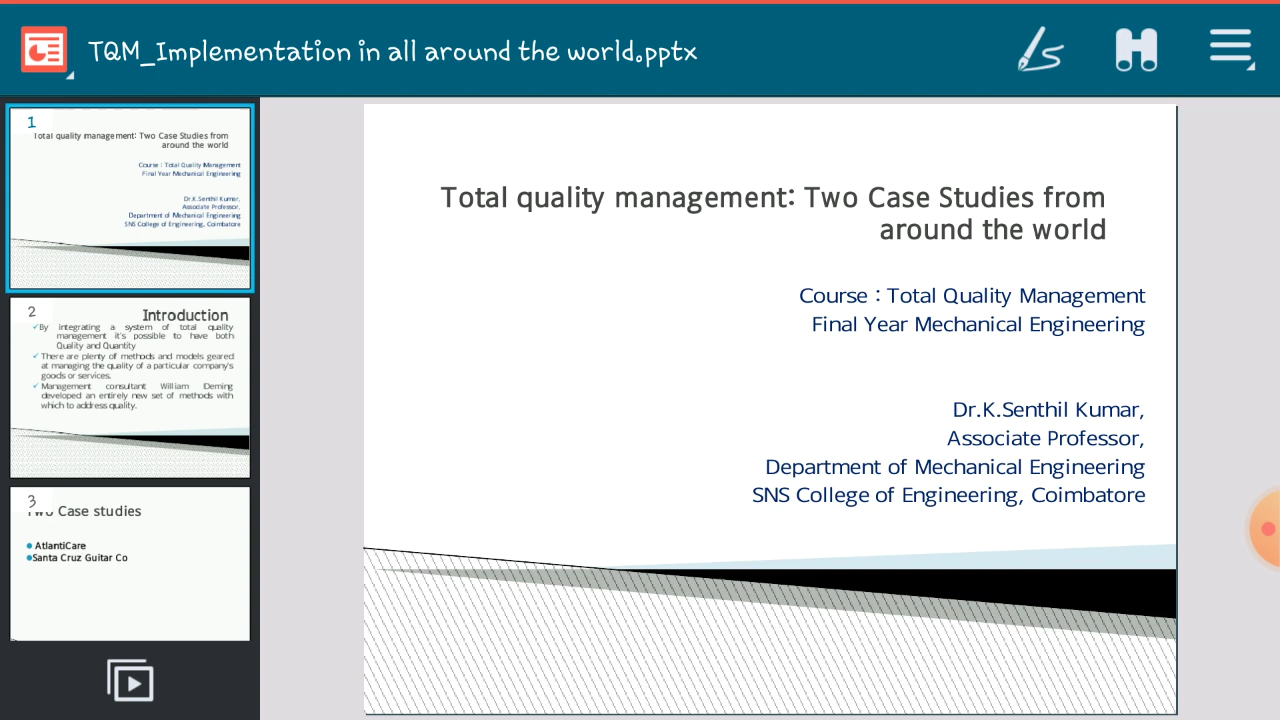 TQM_Implementation in all around the world.pptx
1
Total quality management: Two Case Studies from
around the world
Course : Total Quality Management
Final Year Mechanical Engineering
Dr.K.Senthil Kumar,
Associate Professor,
Department of Mechanical Engineering
SNS College of Engineering, Coimbatore
2
Introduction
✓By integrating a system of total quality
management it's possible to have both
Quality and Quantity
✓There are plenty of methods and models geared
at managing the quality of a particular company's
goods or services.
✓Management consultant William Deming
developed an entirely new set of methods with
which to address quality.
3
Two Case studies
• AtlantiCare
•Santa Cruz Guitar Co
Total quality management: Two Case Studies from
around the world
Course : Total Quality Management
Final Year Mechanical Engineering
Dr.K.Senthil Kumar,
Associate Professor,
Department of Mechanical Engineering
SNS College of Engineering, Coimbatore